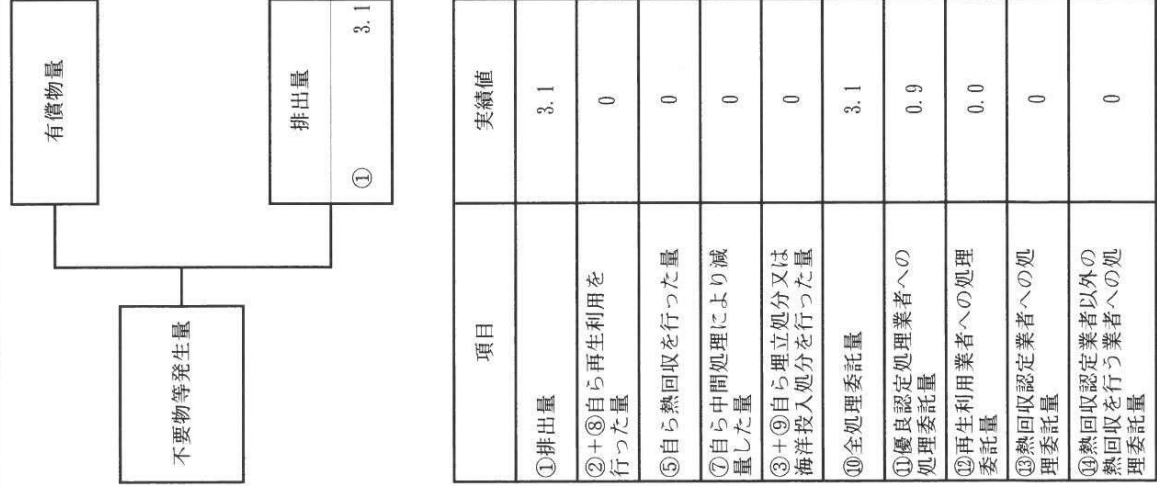 有償物量
不要物等発生量
排出量
① 3.1
項目 実績値
①排出量 3.1
②+⑧自ら再生利用を
行った量 0
⑤自ら熱回収を行った量 0
⑦自ら中間処理により減
量した量 0
③+⑨自ら埋立処分又は
海洋投入処分を行った量 0
⑩全処理委託量 3.1
⑪優良認定処理業者への
処理委託量 0.9
⑫再生利用業者への処理
委託量 0.0
⑬熱回収認定業者への処
理委託量 0
⑭熱回収認定業者以外の
熱回収を行う業者への処
理委託量 0